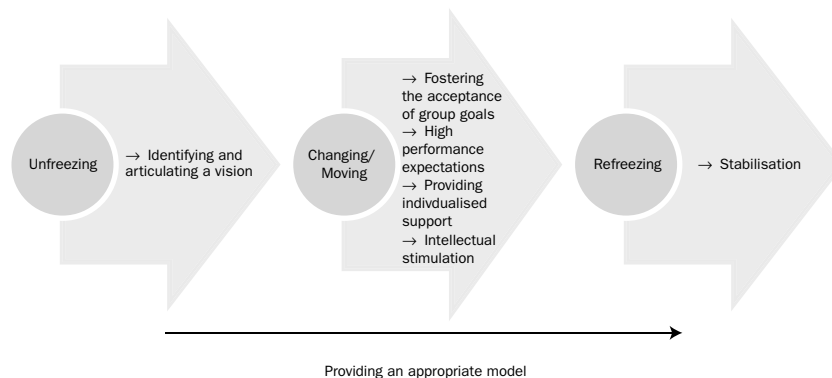 Unfreezing
→ Identifying and
articulating a vision
Changing/
Moving
→ Fostering
the acceptance
of group goals
→ High
performance
expectations
→ Providing
indivdualised
support
→ Intellectual
stimulation
Refreezing
→ Stabilisation
Providing an appropriate model